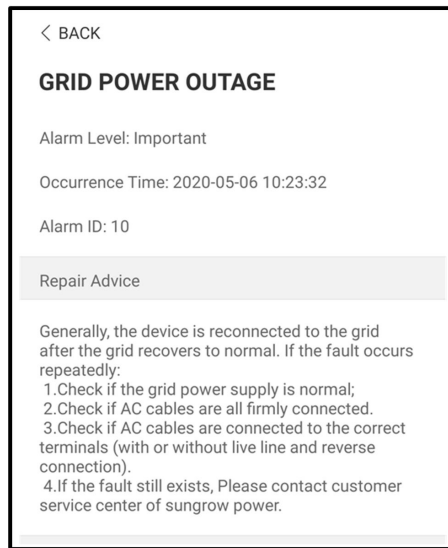 < BACK
GRID POWER OUTAGE
Alarm Level: Important
Occurrence Time: 2020-05-06 10:23:32
Alarm ID: 10
Repair Advice
Generally, the device is reconnected to the grid
after the grid recovers to normal. If the fault occurs
repeatedly:
1.Check if the grid power supply is normal;
2.Check if AC cables are all firmly connected.
3.Check if AC cables are connected to the correct
terminals (with or without live line and reverse
connection).
4.If the fault still exists, Please contact customer
service center of sungrow power.